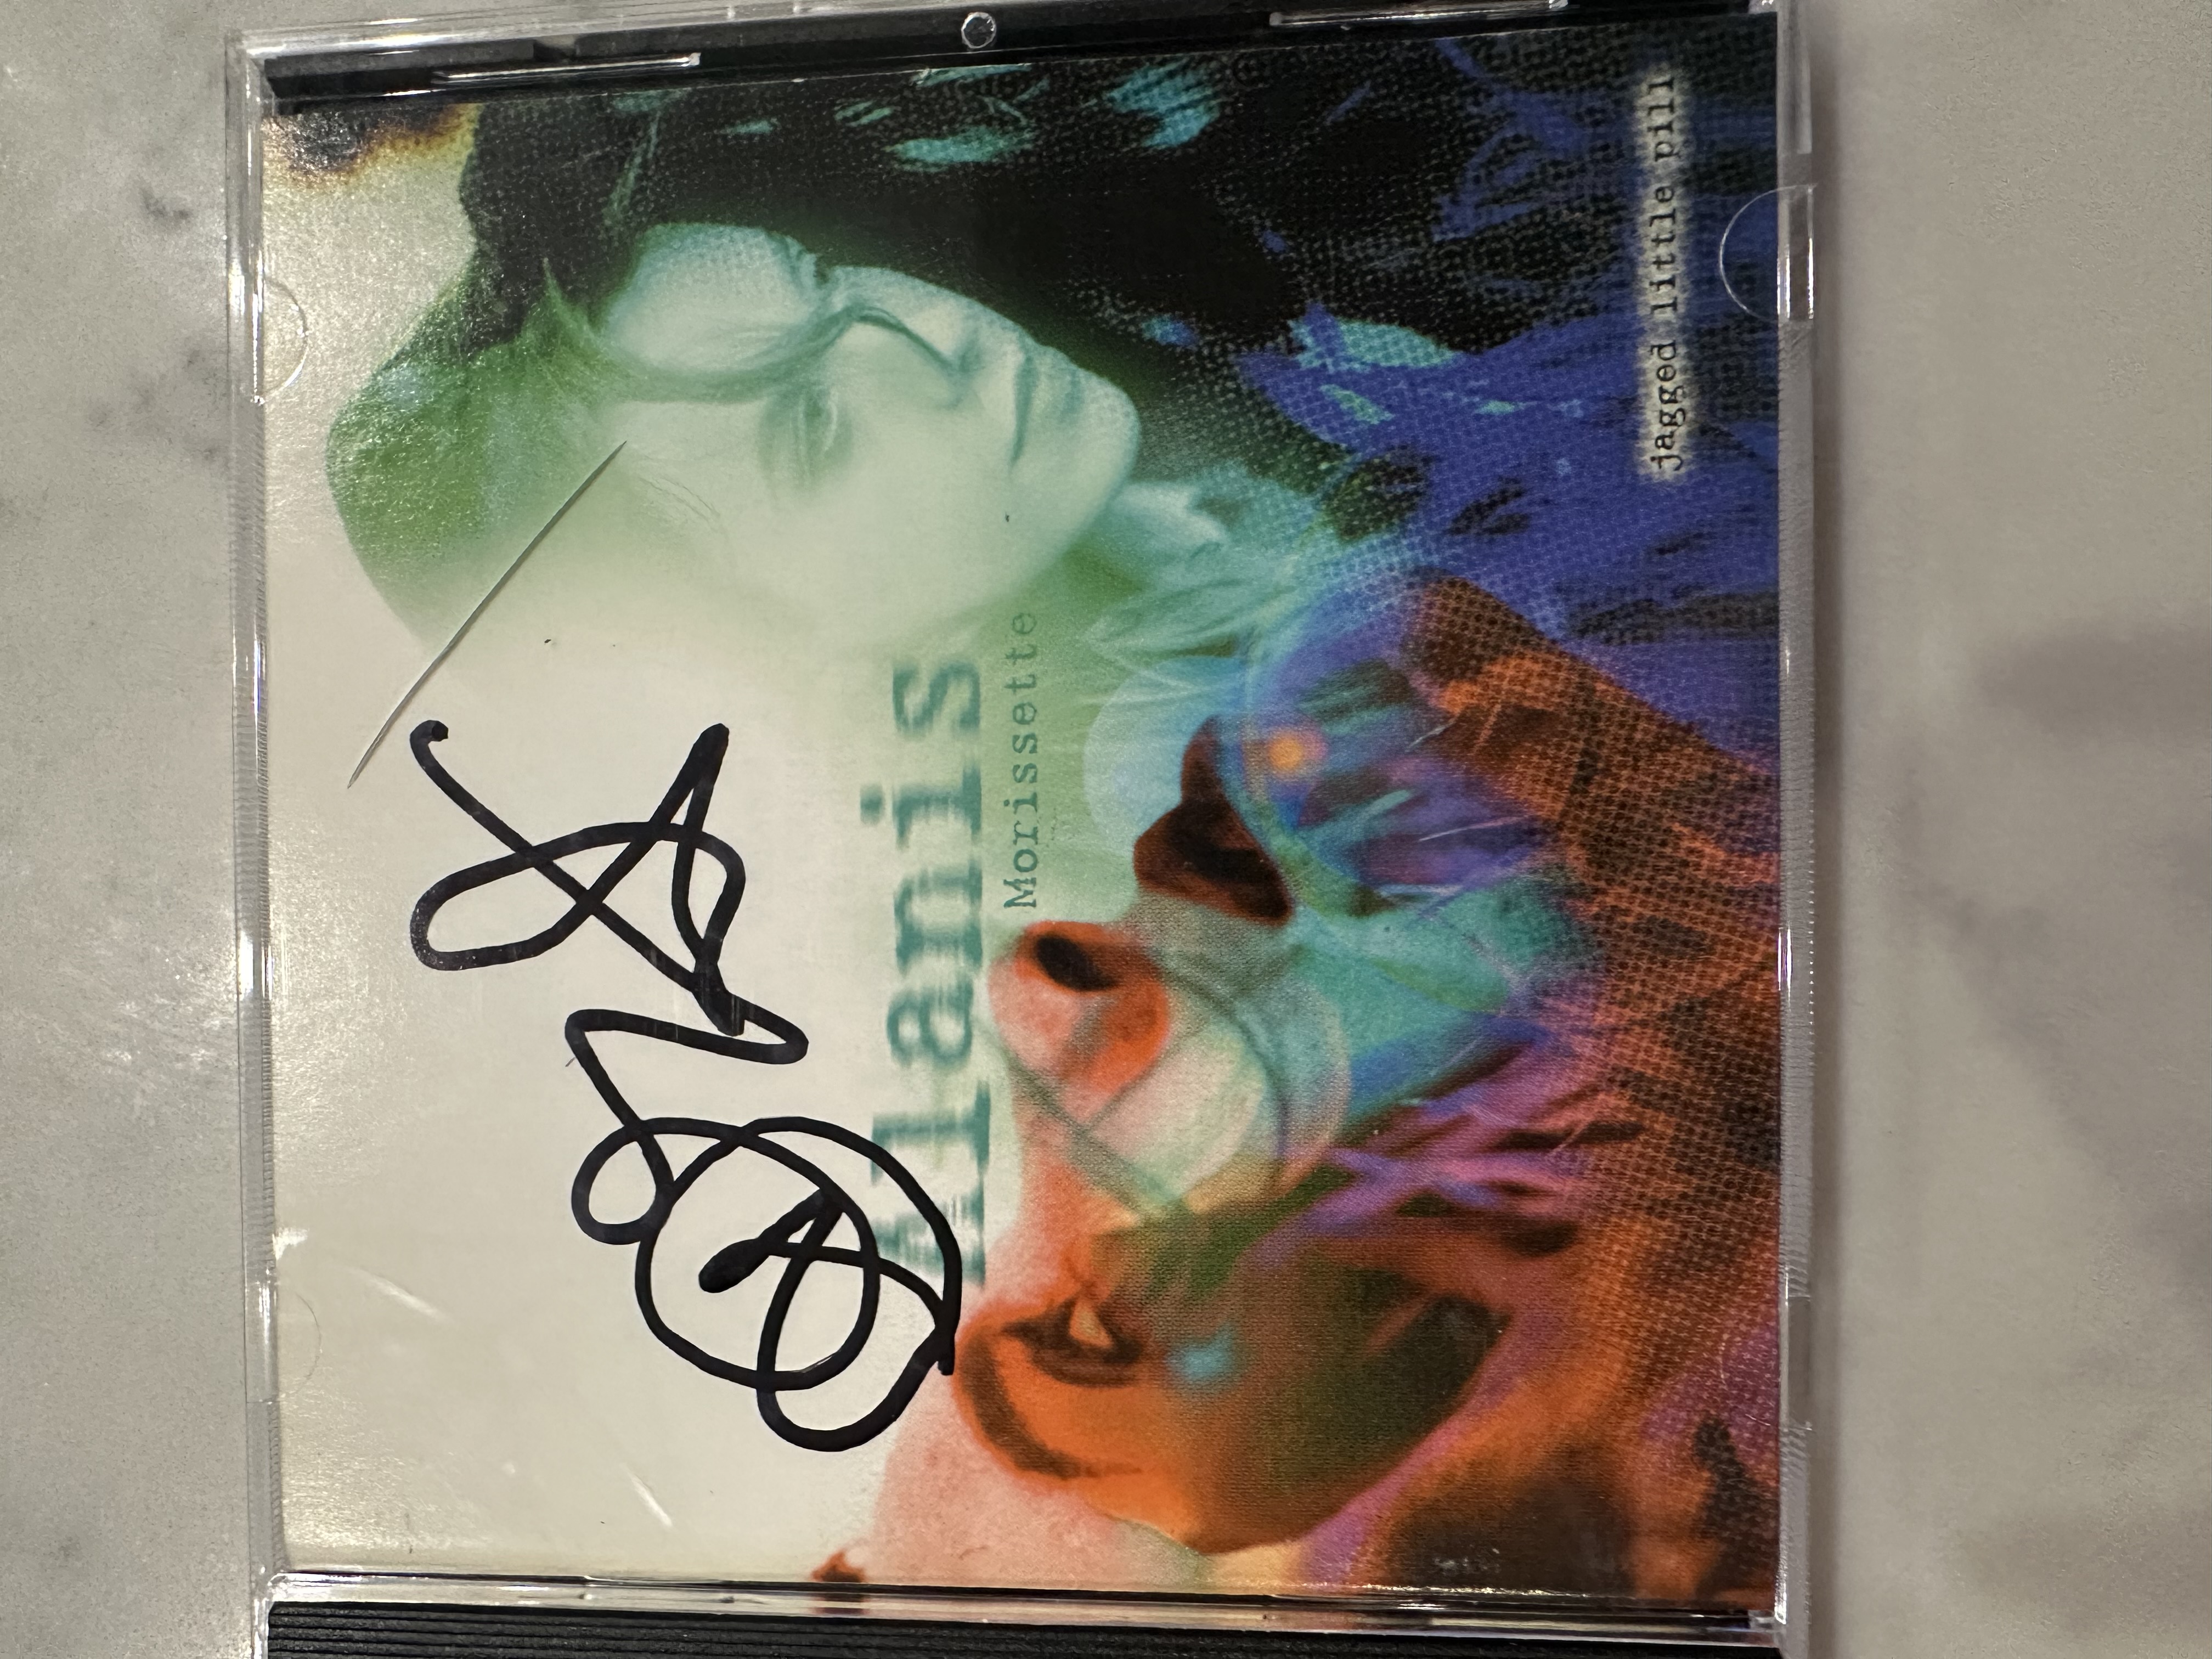 Alanis
Morissette
jagged little pill